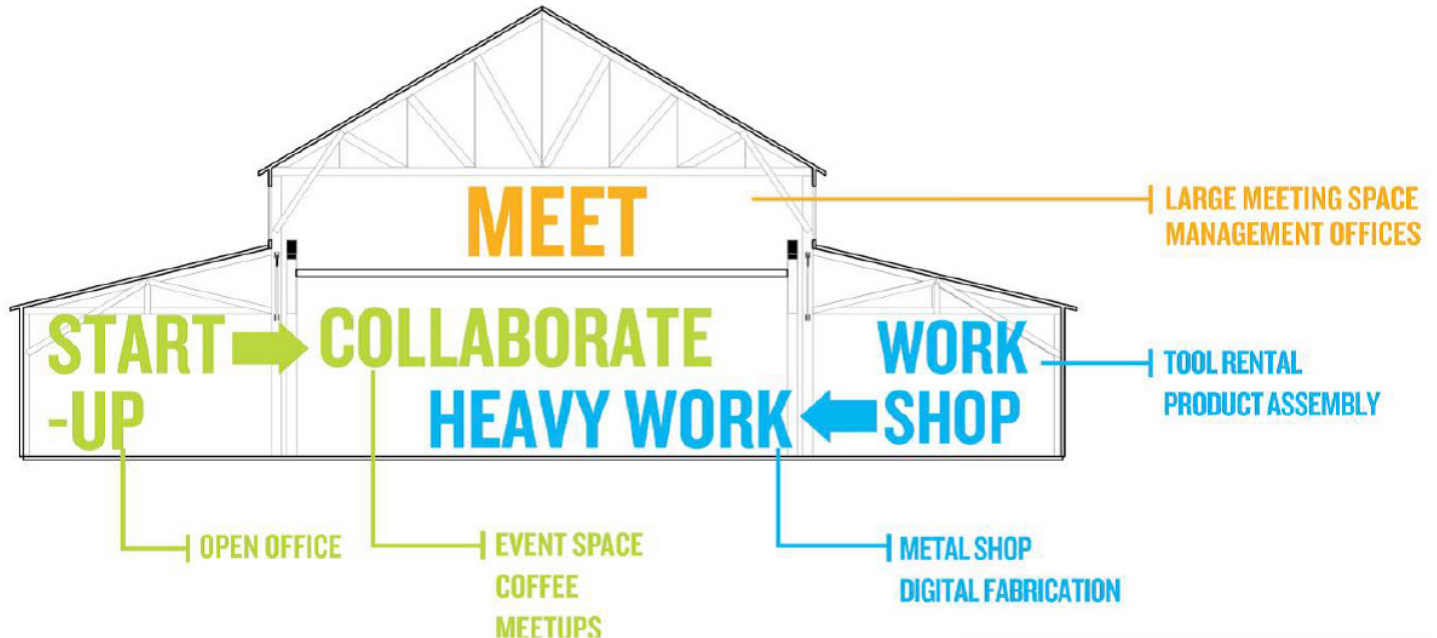 MEET
LARGE MEETING SPACE
MANAGEMENT OFFICES
START
-UP
COLLABORATE
HEAVY WORK
WORK
SHOP
TOOL RENTAL
PRODUCT ASSEMBLY
OPEN OFFICE
EVENT SPACE
COFFEE
MEETUPS
METAL SHOP
DIGITAL FABRICATION